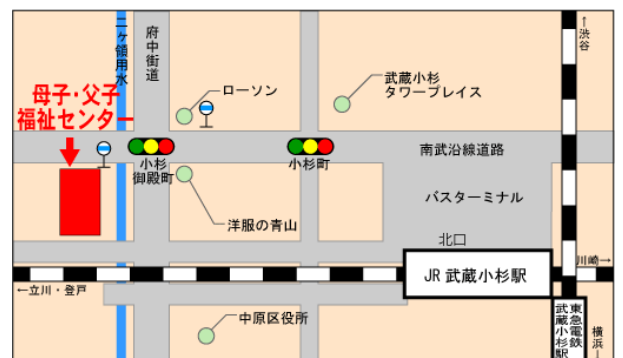 二ヶ領用水
府中街道
↑渋谷
母子・父子
福祉センター
ローソン
武蔵小杉
タワープレイス
小杉
御殿町
小杉町
南武沿線道路
バスターミナル
洋服の青山
北口
JR 武蔵小杉駅
川崎→
←立川・登戸
中原区役所
東急電鉄
武蔵小杉駅
横浜